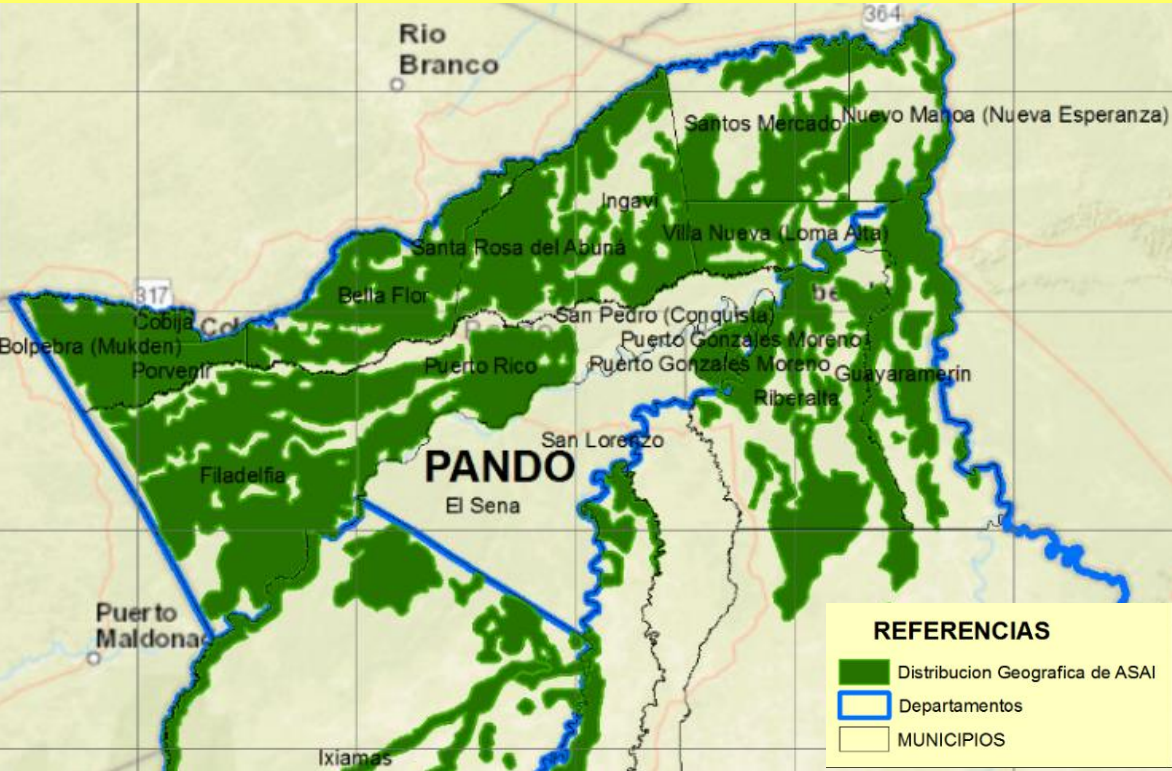 364
Rio
Branco
Santos Mercado
Nuevo Manoa (Nueva Esperanza)
Ingavi
Villa Nueva (Loma Alta)
Santa Rosa del Abuná
317
Bella Flor
San Pedro (Conquista)
Cobija
Puerto Gonzales Moreno
Bolpebra (Mukden)
Porvenir
Puerto Rico
Puerto Gonzales Moreno
Guayaramerin
Riberalta
San Lorenzo
PANDO
Filadelfia
El Sena
Puerto
Maldonad
Ixiamas
REFERENCIAS
Distribucion Geografica de ASAI
Departamentos
MUNICIPIOS